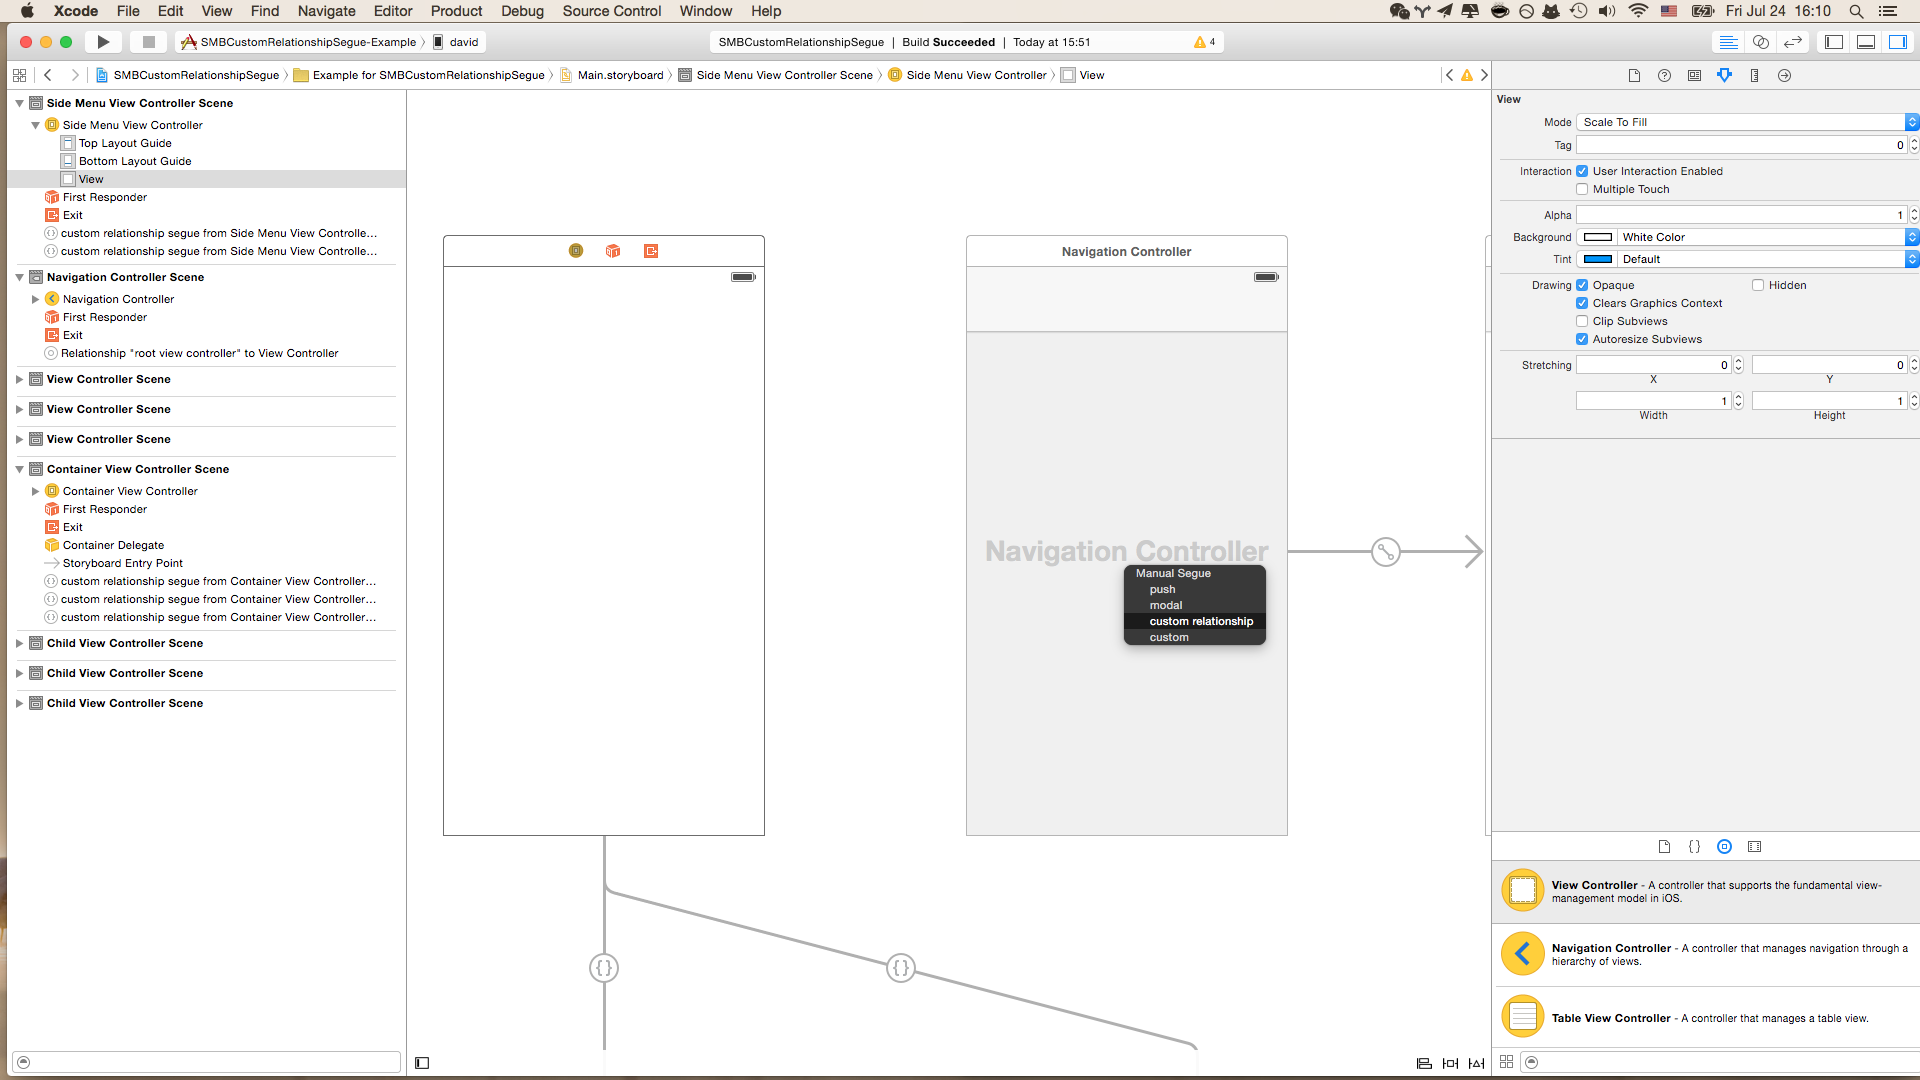 Xcode File Edit View Find Navigate Editor Product Debug Source Control Window Help Fri Jul 24 16:10
SMBCustomRelationshipSegue-Example 〉 david
SMBCustomRelationshipSegue | Build Succeeded | Today at 15:51 4
SMBCustomRelationshipSegue 〉 Example for SMBCustomRelationshipSegue 〉 Main.storyboard 〉 Side Menu View Controller Scene 〉 Side Menu View Controller 〉 View
Side Menu View Controller Scene
Side Menu View Controller
Top Layout Guide
Bottom Layout Guide
View
First Responder
Exit
custom relationship segue from Side Menu View Controlle...
custom relationship segue from Side Menu View Controlle...
Navigation Controller Scene
Navigation Controller
First Responder
Exit
Relationship "root view controller" to View Controller
View Controller Scene
View Controller Scene
View Controller Scene
Container View Controller Scene
Container View Controller
First Responder
Exit
Container Delegate
Storyboard Entry Point
custom relationship segue from Container View Controller...
custom relationship segue from Container View Controller...
custom relationship segue from Container View Controller...
Child View Controller Scene
Child View Controller Scene
Child View Controller Scene
Navigation Controller
Navigation Controller
Manual Segue
push
modal
custom relationship
custom
{}
{}
View
Mode Scale To Fill
Tag 0
Interaction User Interaction Enabled
Multiple Touch
Alpha 1
Background White Color
Tint Default
Drawing Opaque Hidden
Clears Graphics Context
Clip Subviews
Autoresize Subviews
Stretching 0 0
X Y
1 1
Width Height
{}
View Controller - A controller that supports the fundamental view-
management model in iOS.
Navigation Controller - A controller that manages navigation through a
hierarchy of views.
Table View Controller - A controller that manages a table view.